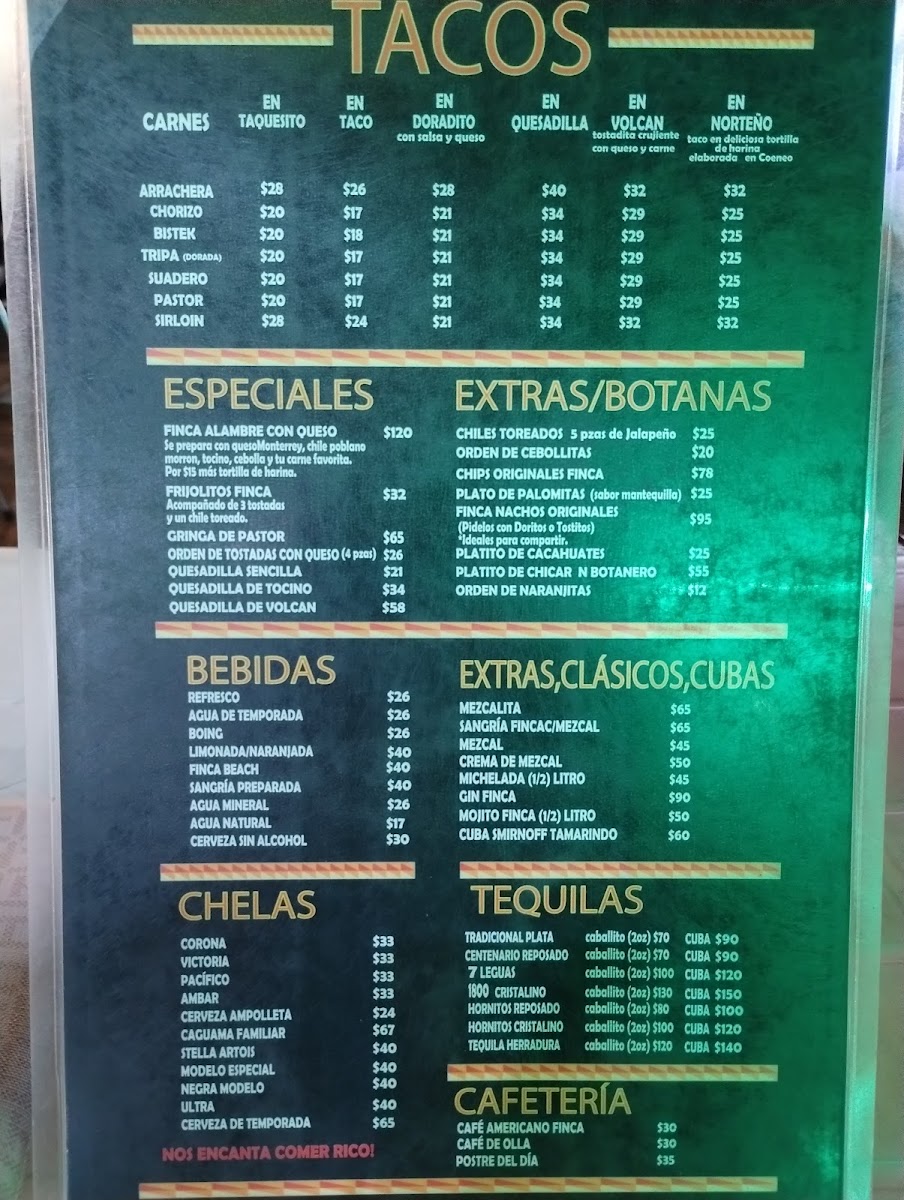 TACOS
CARNES EN TAQUESITO EN TACO EN DORADITO con salsa y queso EN QUESADILLA EN VOLCAN tostadita crujiente con queso y carne EN NORTEÑO taco en deliciosa tortilla de harina elaborada en Coeneo
ARRACHERA $28 $26 $28 $40 $32 $32
CHORIZO $20 $17 $21 $34 $29 $25
BISTEK $20 $18 $21 $34 $29 $25
TRIPA (DORADA) $20 $17 $21 $34 $29 $25
SUADERO $20 $17 $21 $34 $29 $25
PASTOR $20 $17 $21 $34 $29 $25
SIRLOIN $28 $24 $21 $34 $32 $32
ESPECIALES
FINCA ALAMBRE CON QUESO $120
Se prepara con quesoMonterrey, chile poblano
morron, tocino, cebolla y tu carne favorita.
Por $15 más tortilla de harina.
FRIJOLITOS FINCA $32
Acompañado de 3 tostadas
y un chile toreado.
GRINGA DE PASTOR $65
ORDEN DE TOSTADAS CON QUESO (4 pzas) $26
QUESADILLA SENCILLA $21
QUESADILLA DE TOCINO $34
QUESADILLA DE VOLCAN $58
EXTRAS/BOTANAS
CHILES TOREADOS 5 pzas de Jalapeño $25
ORDEN DE CEBOLLITAS $20
CHIPS ORIGINALES FINCA $78
PLATO DE PALOMITAS (sabor mantequilla) $25
FINCA NACHOS ORIGINALES $95
(Pidelos con Doritos o Tostitos)
*Ideales para compartir.
PLATITO DE CACAHUATES $25
PLATITO DE CHICAR N BOTANERO $55
ORDEN DE NARANJITAS $12
BEBIDAS
REFRESCO $26
AGUA DE TEMPORADA $26
BOING $26
LIMONADA/NARANJADA $40
FINCA BEACH $40
SANGRÍA PREPARADA $40
AGUA MINERAL $26
AGUA NATURAL $17
CERVEZA SIN ALCOHOL $30
EXTRAS,CLÁSICOS,CUBAS
MEZCALITA $65
SANGRÍA FINCAC/MEZCAL $65
MEZCAL $45
CREMA DE MEZCAL $50
MICHELADA (1/2) LITRO $45
GIN FINCA $90
MOJITO FINCA (1/2) LITRO $50
CUBA SMIRNOFF TAMARINDO $60
CHELAS
CORONA $33
VICTORIA $33
PACÍFICO $33
AMBAR $33
CERVEZA AMPOLLETA $24
CAGUAMA FAMILIAR $67
STELLA ARTOIS $40
MODELO ESPECIAL $40
NEGRA MODELO $40
ULTRA $40
CERVEZA DE TEMPORADA $65
NOS ENCANTA COMER RICO!
TEQUILAS
TRADICIONAL PLATA caballito (2oz) $70 CUBA $90
CENTENARIO REPOSADO caballito (2oz) $70 CUBA $90
7 LEGUAS caballito (2oz) $100 CUBA $120
1800 CRISTALINO caballito (2oz) $130 CUBA $150
HORNITOS REPOSADO caballito (2oz) $80 CUBA $100
HORNITOS CRISTALINO caballito (2oz) $100 CUBA $120
TEQUILA HERRADURA caballito (2oz) $120 CUBA $140
CAFETERÍA
CAFÉ AMERICANO FINCA $30
CAFÉ DE OLLA $30
POSTRE DEL DÍA $35